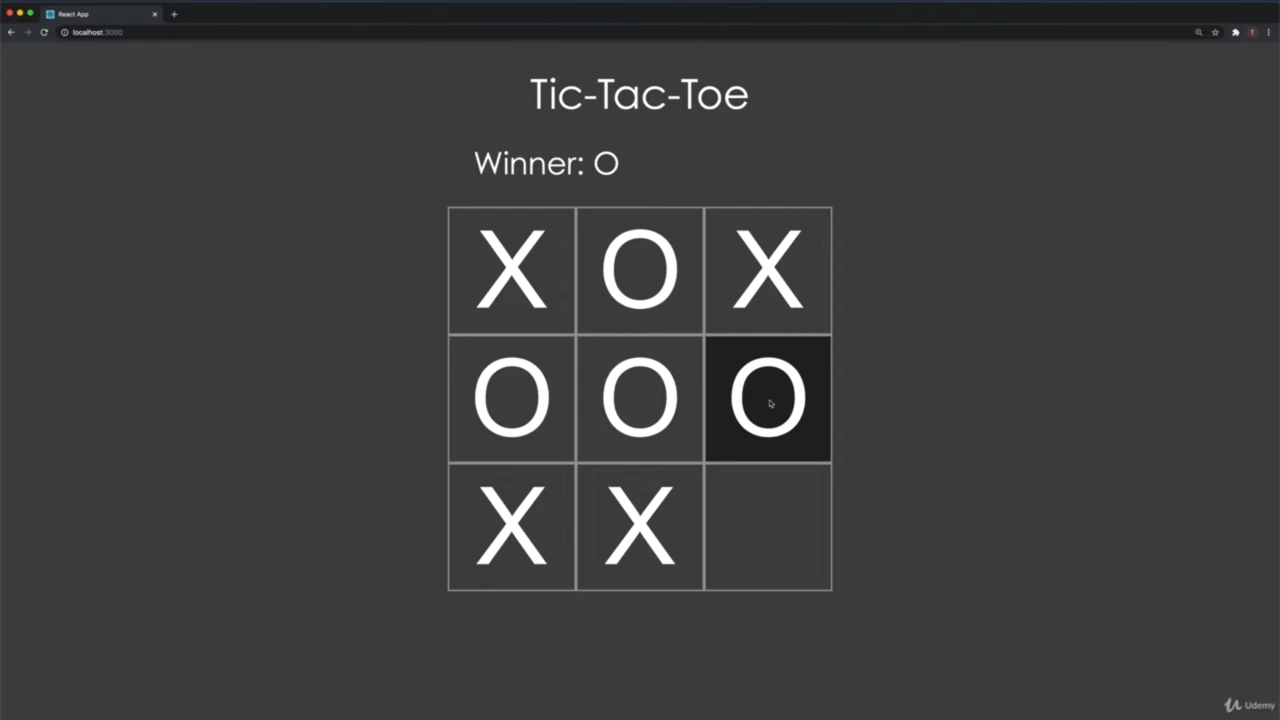 React App
localhost:3000
T
Tic-Tac-Toe
Winner: O
X O X
O O O
X X
Udemy